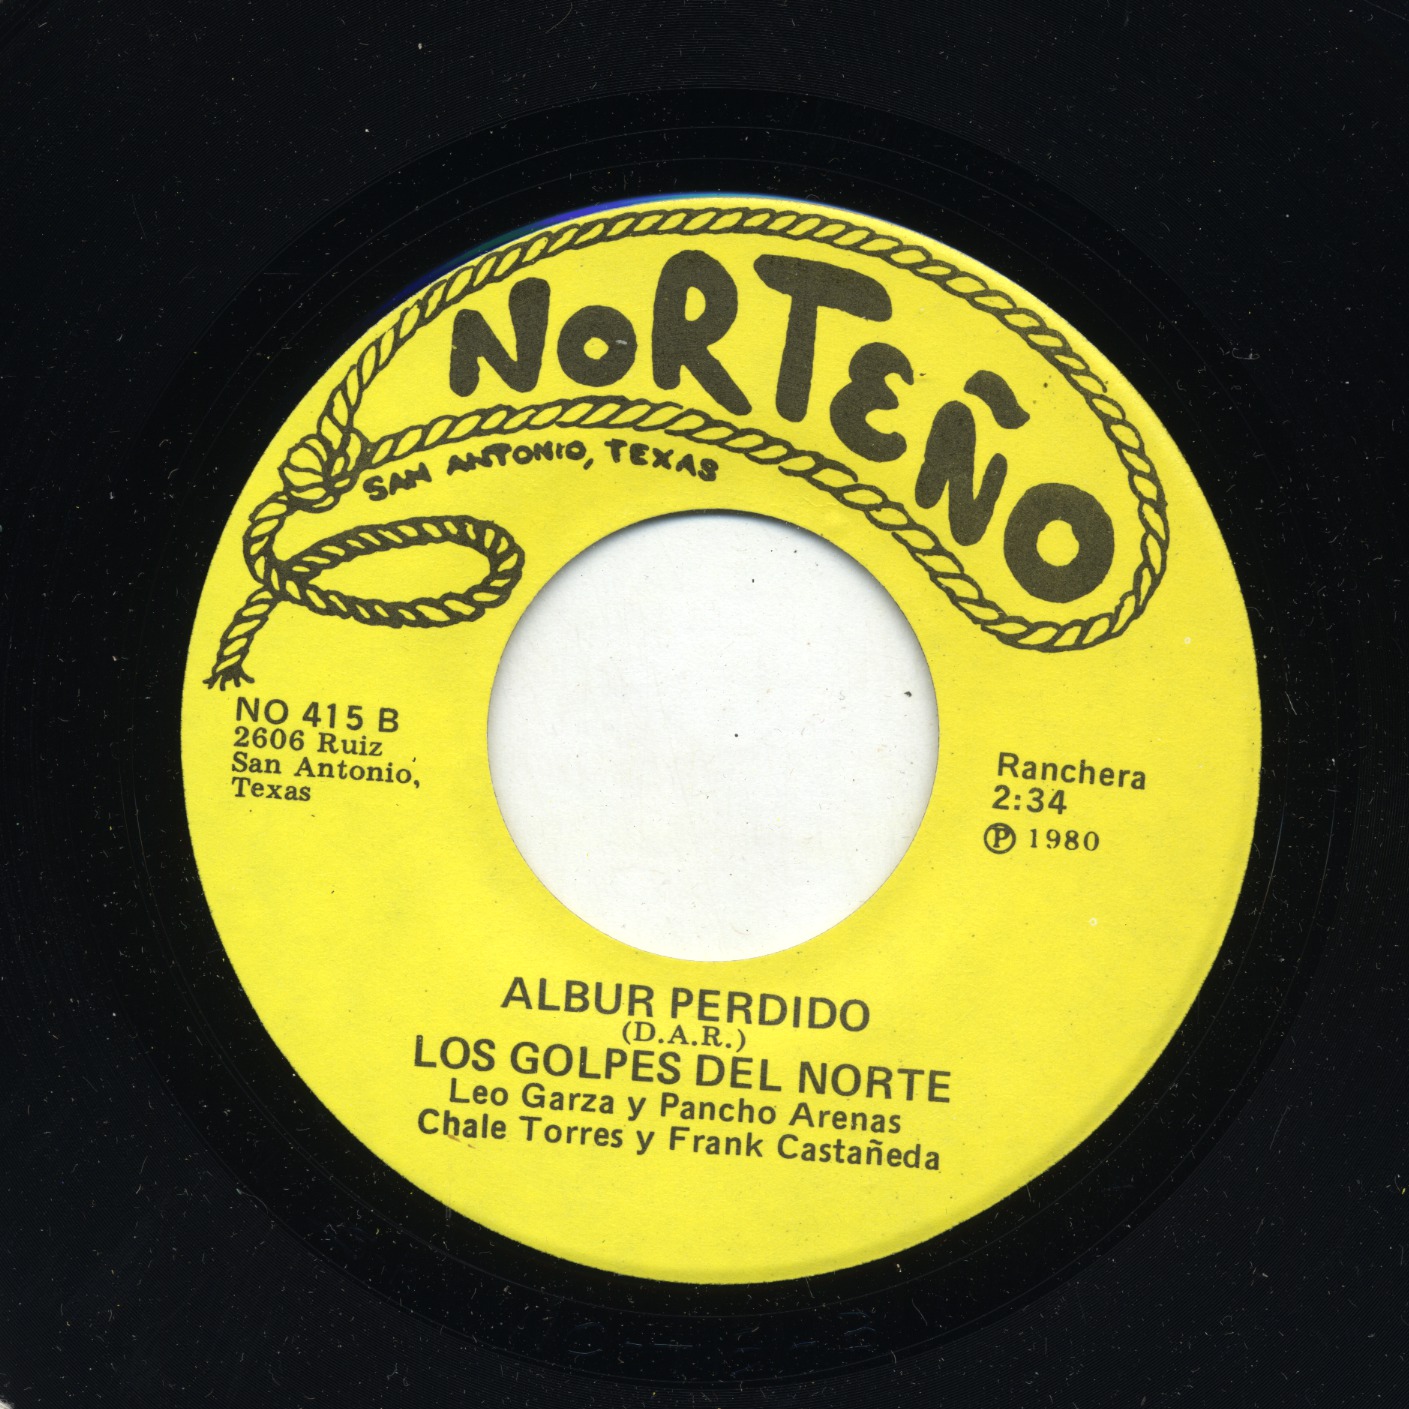 NORTEÑO
SAN ANTONIO, TEXAS
NO 415 B
2606 Ruiz
San Antonio,
Texas
Ranchera
2:34
Ⓟ 1980
ALBUR PERDIDO
(D.A.R.)
LOS GOLPES DEL NORTE
Leo Garza y Pancho Arenas
Chale Torres y Frank Castañeda